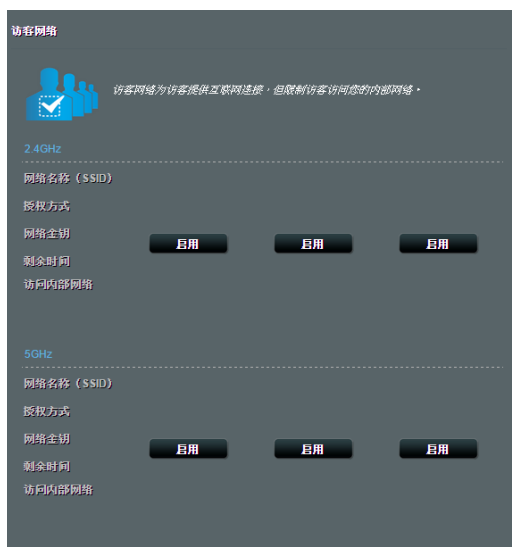 访客网络
访客网络为访客提供互联网连接，但限制访客访问您的内部网络。
2.4GHz
网络名称（SSID）
授权方式
网络金钥
启用 启用 启用
剩余时间
访问内部网络
5GHz
网络名称（SSID）
授权方式
网络金钥
启用 启用 启用
剩余时间
访问内部网络